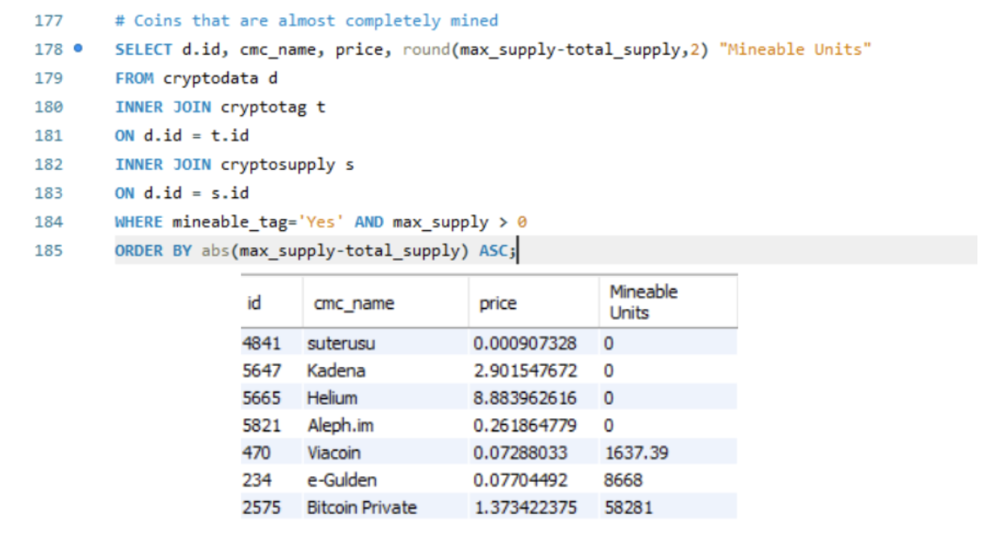 177 # Coins that are almost completely mined
178 SELECT d.id, cmc_name, price, round(max_supply-total_supply,2) "Mineable Units"
179 FROM cryptodata d
180 INNER JOIN cryptotag t
181 ON d.id = t.id
182 INNER JOIN cryptosupply s
183 ON d.id = s.id
184 WHERE mineable_tag='Yes' AND max_supply > 0
185 ORDER BY abs(max_supply-total_supply) ASC;
id cmc_name price Mineable Units
4841 suterusu 0.000907328 0
5647 Kadena 2.901547672 0
5665 Helium 8.883962616 0
5821 Aleph.im 0.261864779 0
470 Viacoin 0.07288033 1637.39
234 e-Gulden 0.07704492 8668
2575 Bitcoin Private 1.373422375 58281